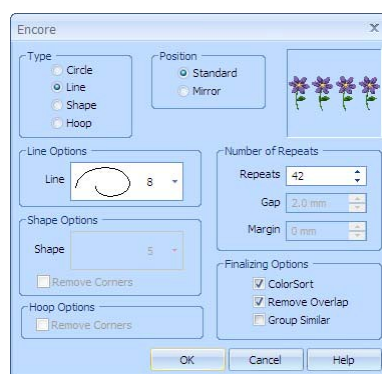 Encore
X
Type
Circle
Line
Shape
Hoop
Position
Standard
Mirror
Line Options
Line 8
Shape Options
Shape 5
Remove Corners
Hoop Options
Remove Corners
Number of Repeats
Repeats 42
Gap 2.0 mm
Margin 0 mm
Finalizing Options
ColorSort
Remove Overlap
Group Similar
OK Cancel Help